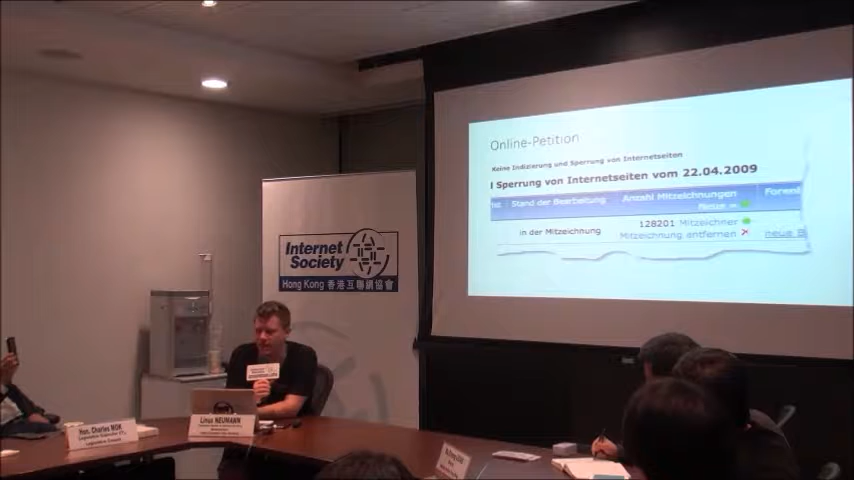 Online-Petition
Keine Indizierung und Sperrung von Internetseiten
Sperrung von Internetseiten vom 22.04.2009
Stand der Bearbeitung
Anzahl Mitzeichnungen
in der Mitzeichnung
128201 Mitzeichner
Mitzeichnung entfernen
neue
Internet
Society
Hong Kong 香港互聯網協會
Hon. Charles MOK
Linus NEUMANN